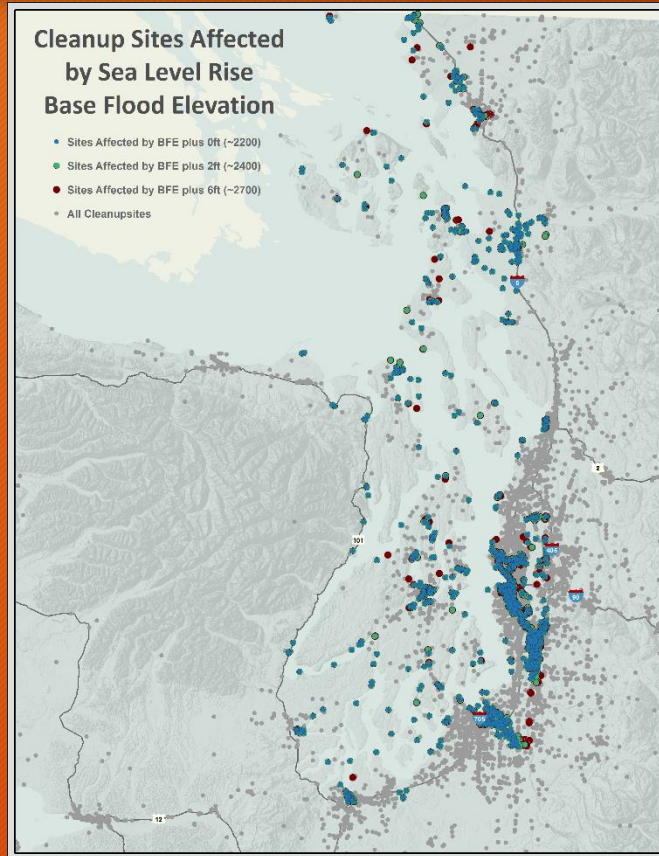 Cleanup Sites Affected
by Sea Level Rise
Base Flood Elevation
Sites Affected by BFE plus 0ft (~2200)
Sites Affected by BFE plus 2ft (~2400)
Sites Affected by BFE plus 6ft (~2700)
All Cleanupsites
5
2
101
405
90
705
12